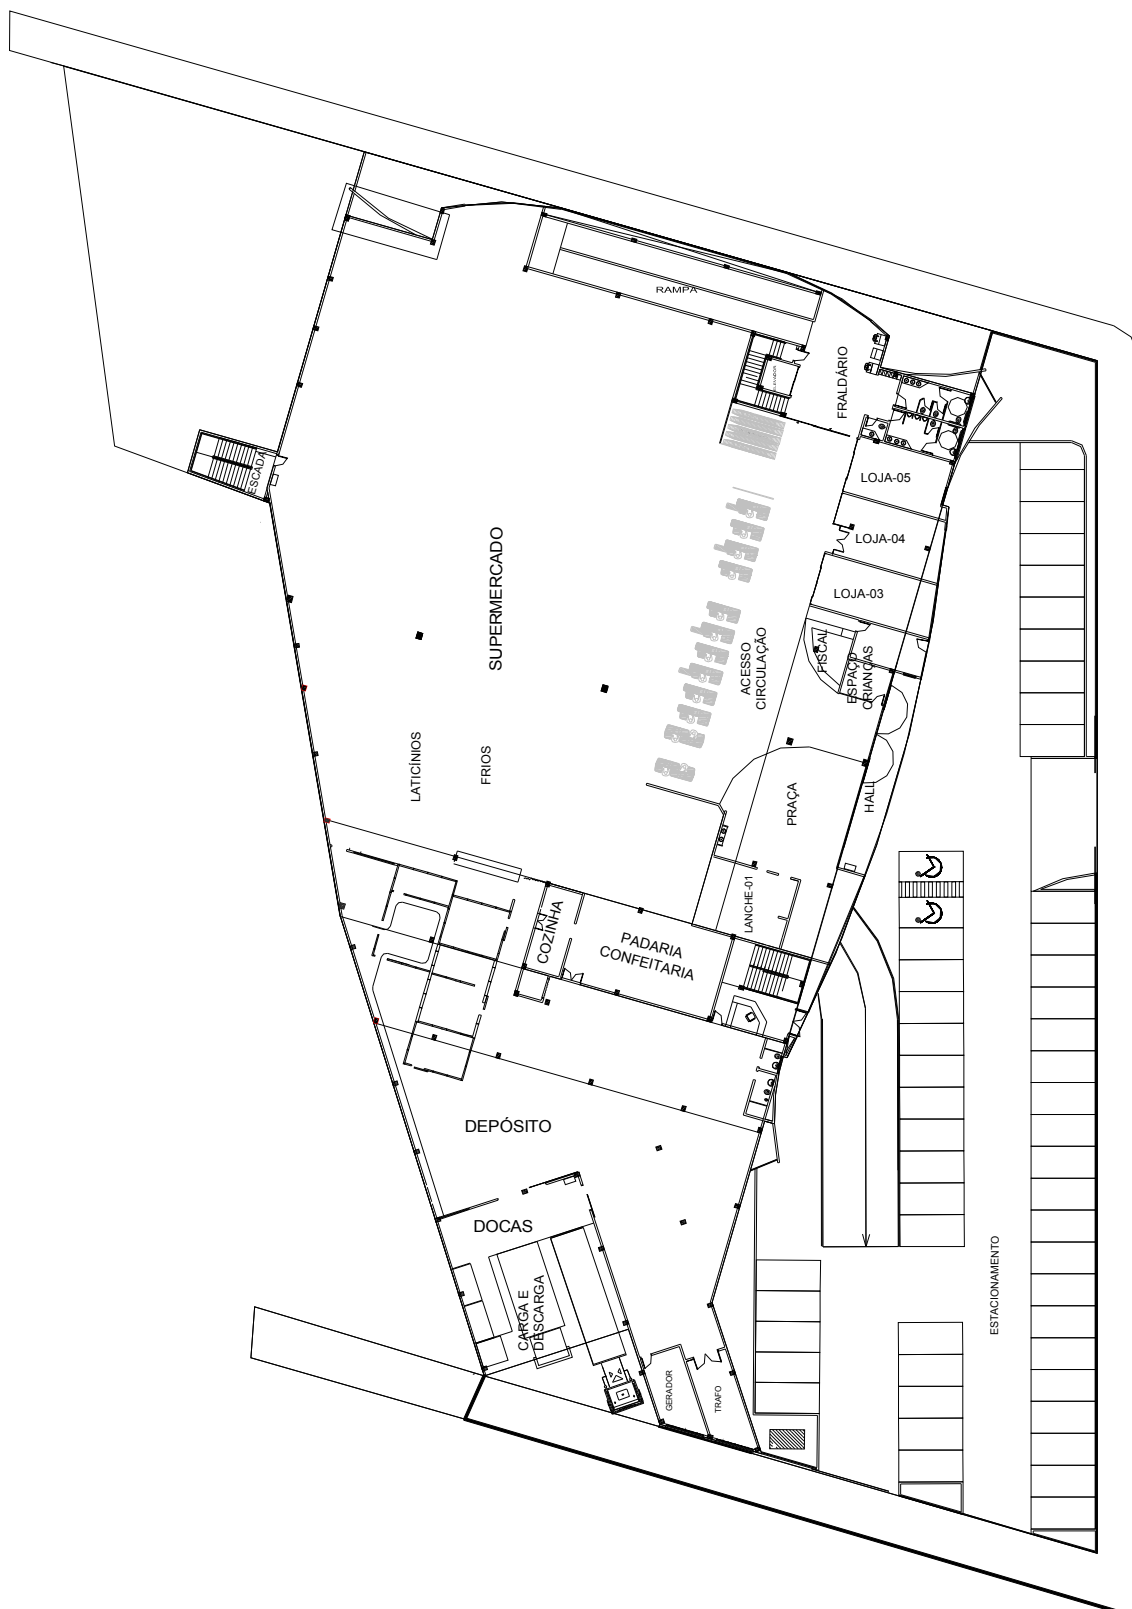 RAMPA
ELEVADOR
FRALDÁRIO
ESCADA
LOJA-05
LOJA-04
LOJA-03
SUPERMERCADO
ACESSO
CIRCULAÇÃO
FISCAL
ESPAÇO
CRIANÇAS
LATICÍNIOS
FRIOS
PRAÇA
HALL
LANCHE-01
COZINHA
PADARIA
CONFEITARIA
DEPÓSITO
DOCAS
CARGA E
DESCARGA
ESTACIONAMENTO
GERADOR
TRAFO